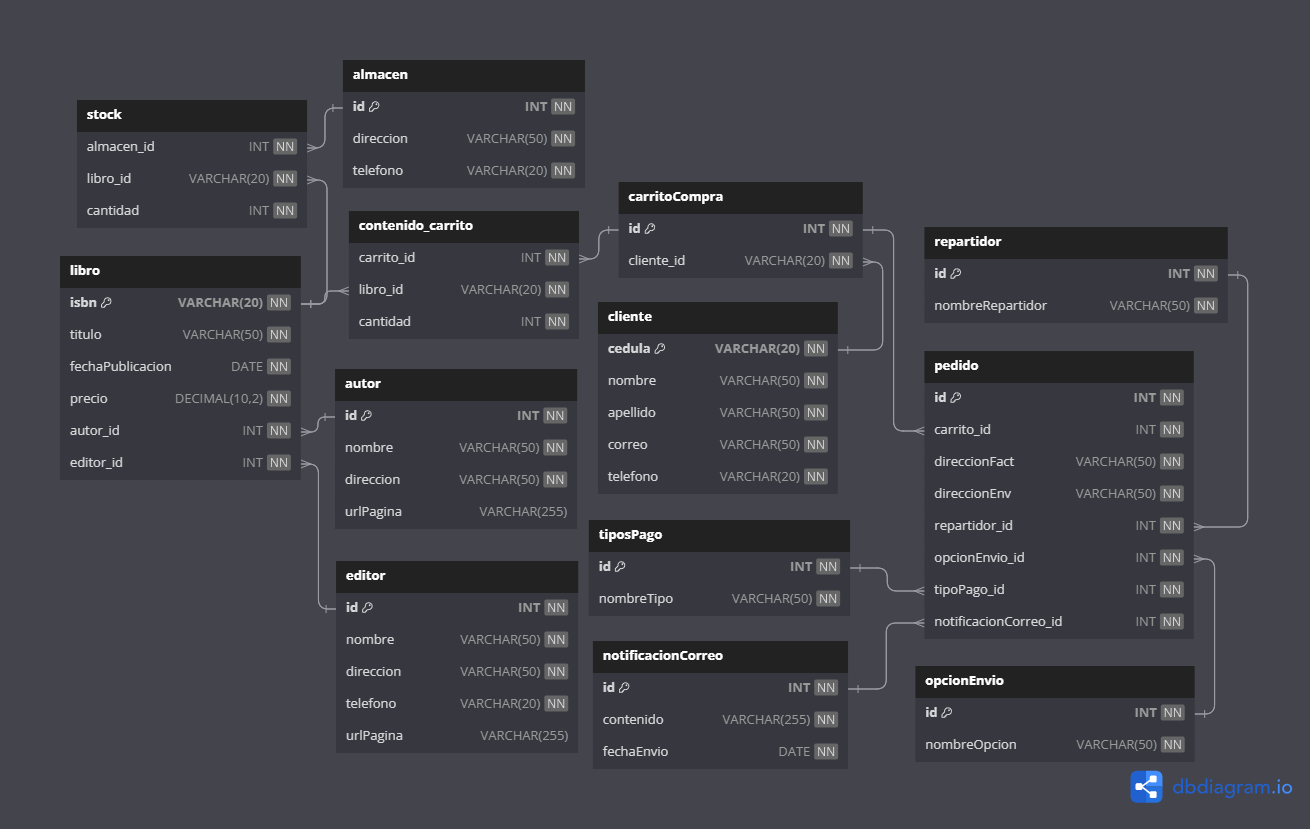 stock
almacen_id INT NN
libro_id VARCHAR(20) NN
cantidad INT NN
almacen
id INT NN
direccion VARCHAR(50) NN
telefono VARCHAR(20) NN
libro
isbn VARCHAR(20) NN
titulo VARCHAR(50) NN
fechaPublicacion DATE NN
precio DECIMAL(10,2) NN
autor_id INT NN
editor_id INT NN
contenido_carrito
carrito_id INT NN
libro_id VARCHAR(20) NN
cantidad INT NN
autor
id INT NN
nombre VARCHAR(50) NN
direccion VARCHAR(50) NN
urlPagina VARCHAR(255)
editor
id INT NN
nombre VARCHAR(50) NN
direccion VARCHAR(50) NN
telefono VARCHAR(20) NN
urlPagina VARCHAR(255)
carritoCompra
id INT NN
cliente_id VARCHAR(20) NN
cliente
cedula VARCHAR(20) NN
nombre VARCHAR(50) NN
apellido VARCHAR(50) NN
correo VARCHAR(50) NN
telefono VARCHAR(20) NN
tiposPago
id INT NN
nombreTipo VARCHAR(50) NN
notificacionCorreo
id INT NN
contenido VARCHAR(255) NN
fechaEnvio DATE NN
repartidor
id INT NN
nombreRepartidor VARCHAR(50) NN
pedido
id INT NN
carrito_id INT NN
direccionFact VARCHAR(50) NN
direccionEnv VARCHAR(50) NN
repartidor_id INT NN
opcionEnvio_id INT NN
tipoPago_id INT NN
notificacionCorreo_id INT NN
opcionEnvio
id INT NN
nombreOpcion VARCHAR(50) NN
dbdiagram.io